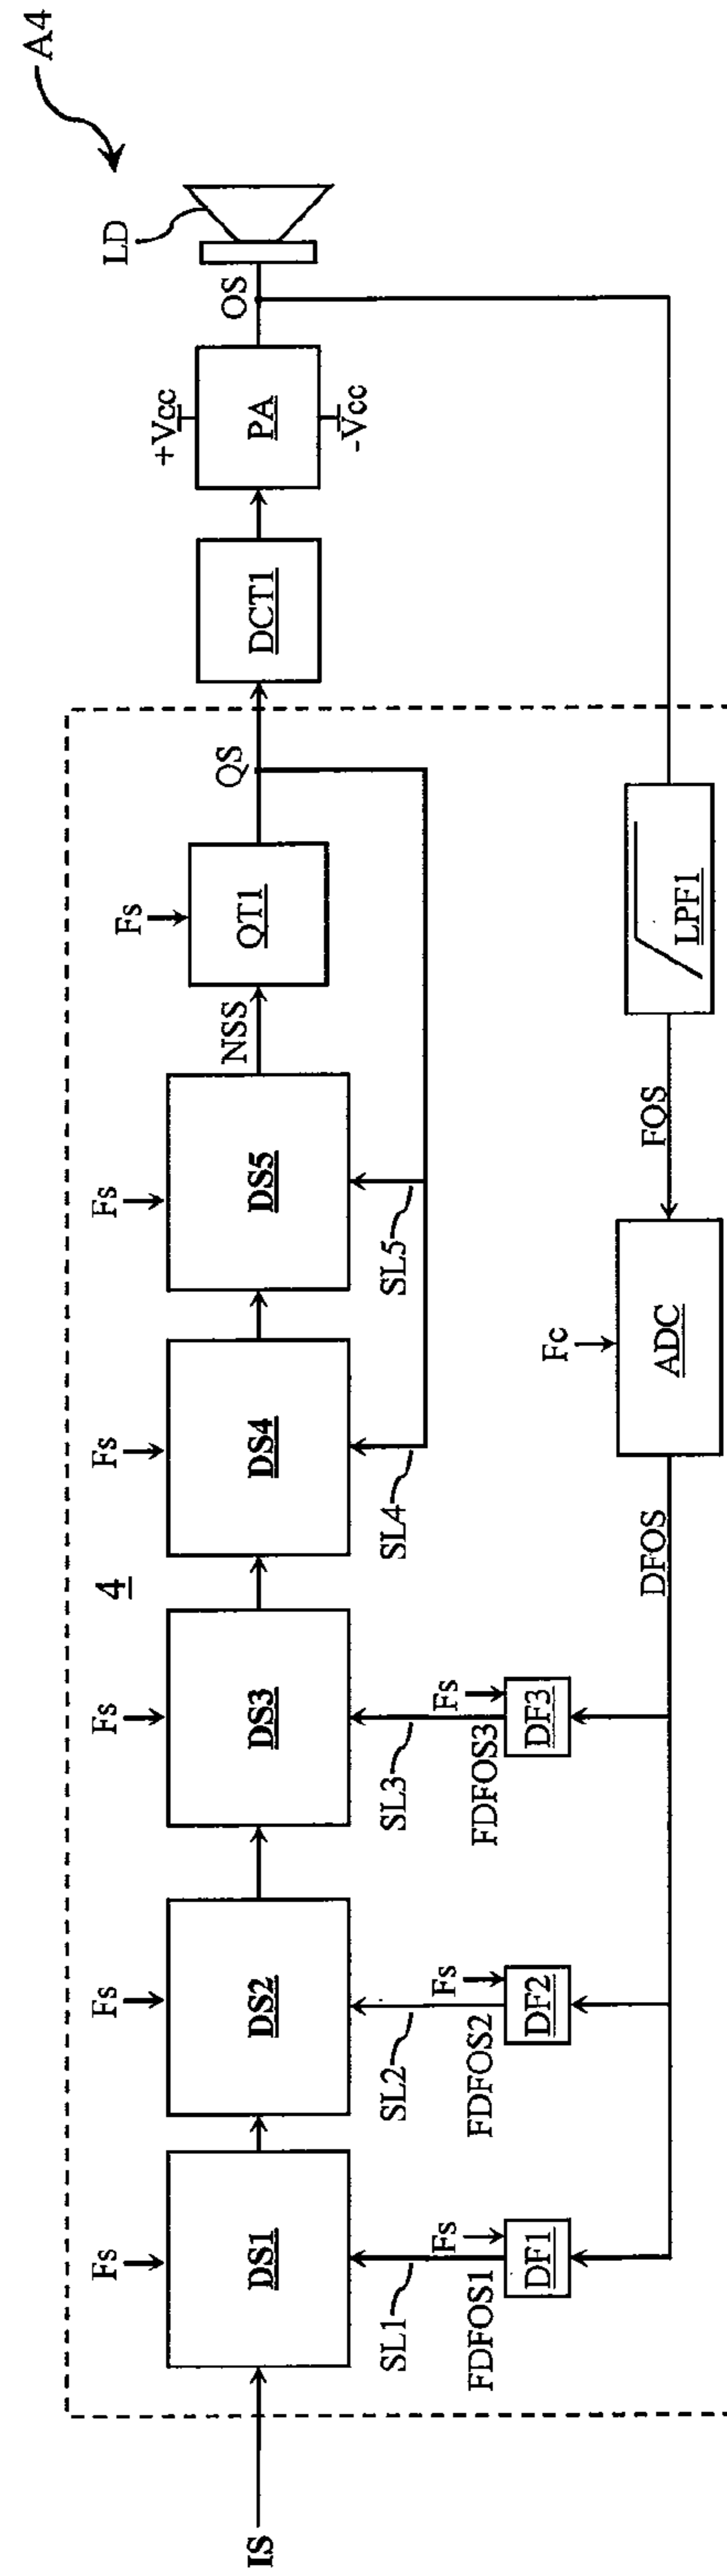 A4
LD
OS
+Vcc
PA
-Vcc
DCT1
QS
Fs
QT1
NSS
Fs
DS5
SL5
Fs
DS4
SL4
4
Fs
DS3
SL3
Fs
DF3
FDFOS3
Fs
DS2
SL2
Fs
DF2
FDFOS2
Fs
DS1
SL1
Fs
DF1
FDFOS1
IS
LPF1
FOS
Fc
ADC
DFOS